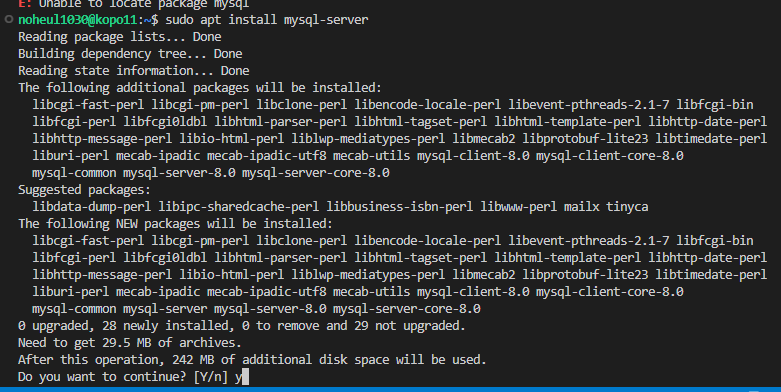 E: Unable to locate package mysql
noheul1030@kopo11:~$ sudo apt install mysql-server
Reading package lists... Done
Building dependency tree... Done
Reading state information... Done
The following additional packages will be installed:
libcgi-fast-perl libcgi-pm-perl libclone-perl libencode-locale-perl libevent-pthreads-2.1-7 libfcgi-bin
libfcgi-perl libfcgi0ldbl libhtml-parser-perl libhtml-tagset-perl libhtml-template-perl libhttp-date-perl
libhttp-message-perl libio-html-perl liblwp-mediatypes-perl libmecab2 libprotobuf-lite23 libtimedate-perl
liburi-perl mecab-ipadic mecab-ipadic-utf8 mecab-utils mysql-client-8.0 mysql-client-core-8.0
mysql-common mysql-server-8.0 mysql-server-core-8.0
Suggested packages:
libdata-dump-perl libipc-sharedcache-perl libbusiness-isbn-perl libwww-perl mailx tinyca
The following NEW packages will be installed:
libcgi-fast-perl libcgi-pm-perl libclone-perl libencode-locale-perl libevent-pthreads-2.1-7 libfcgi-bin
libfcgi-perl libfcgi0ldbl libhtml-parser-perl libhtml-tagset-perl libhtml-template-perl libhttp-date-perl
libhttp-message-perl libio-html-perl liblwp-mediatypes-perl libmecab2 libprotobuf-lite23 libtimedate-perl
liburi-perl mecab-ipadic mecab-ipadic-utf8 mecab-utils mysql-client-8.0 mysql-client-core-8.0
mysql-common mysql-server mysql-server-8.0 mysql-server-core-8.0
0 upgraded, 28 newly installed, 0 to remove and 29 not upgraded.
Need to get 29.5 MB of archives.
After this operation, 242 MB of additional disk space will be used.
Do you want to continue? [Y/n] y